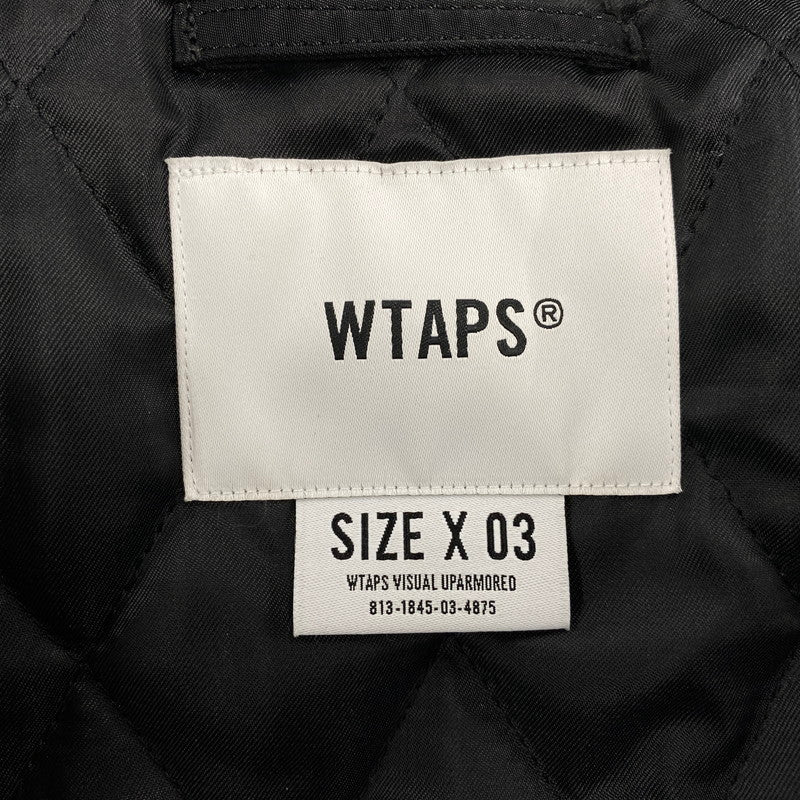 WTAPS®
SIZE X 03
WTAPS VISUAL UPARMORED
813-1845-03-4875